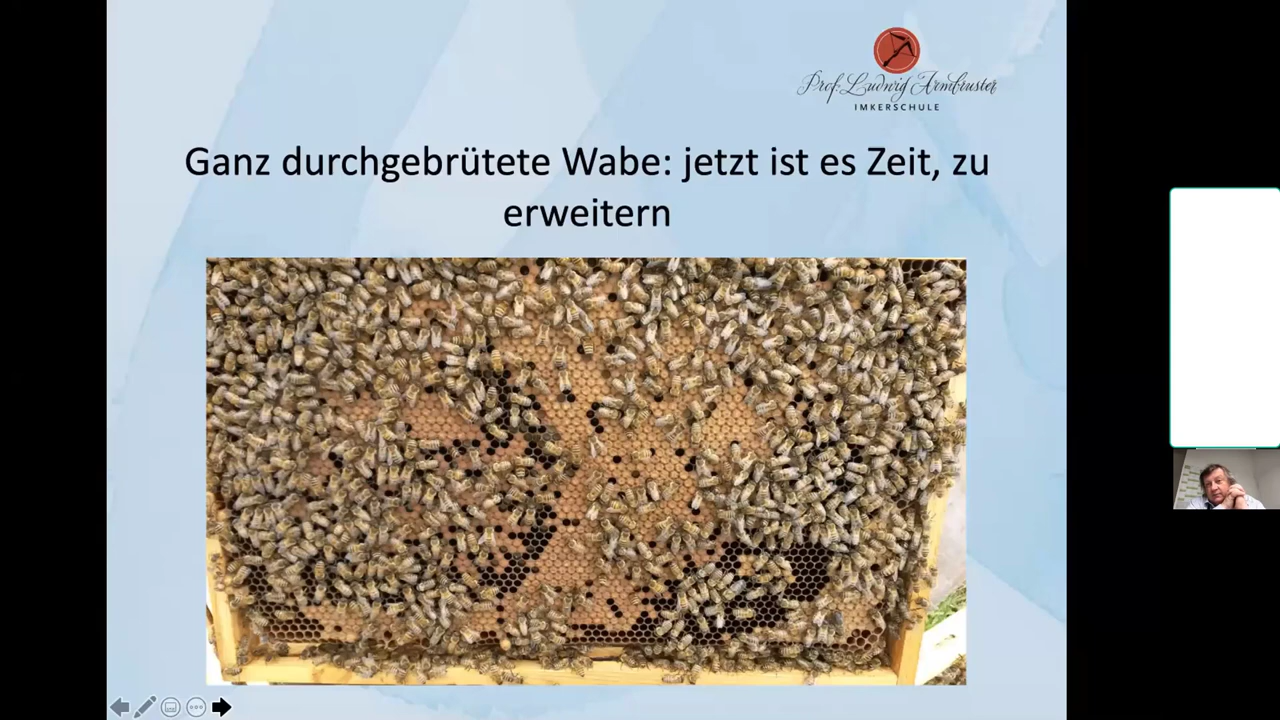 Prof. Ludwig Armbruster
IMKERSCHULE
Ganz durchgebrütete Wabe: jetzt ist es Zeit, zu
erweitern